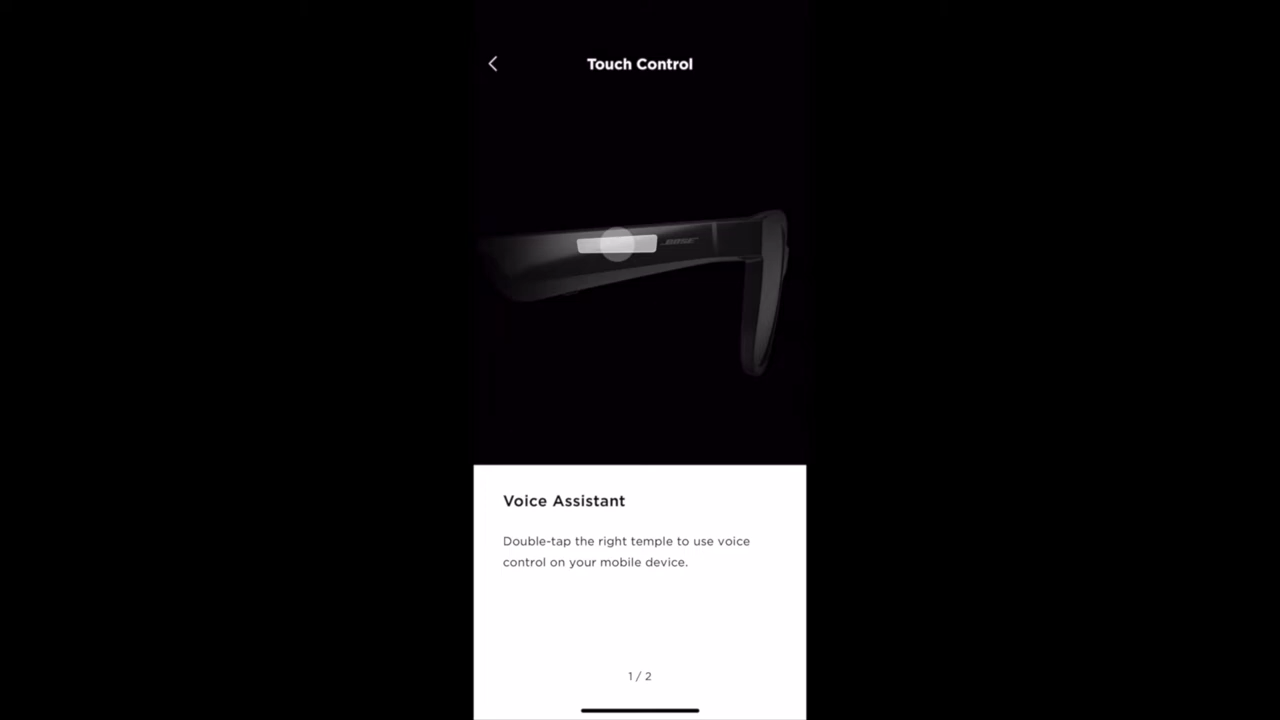 Touch Control
BOSE
Voice Assistant
Double-tap the right temple to use voice
control on your mobile device.
1 / 2